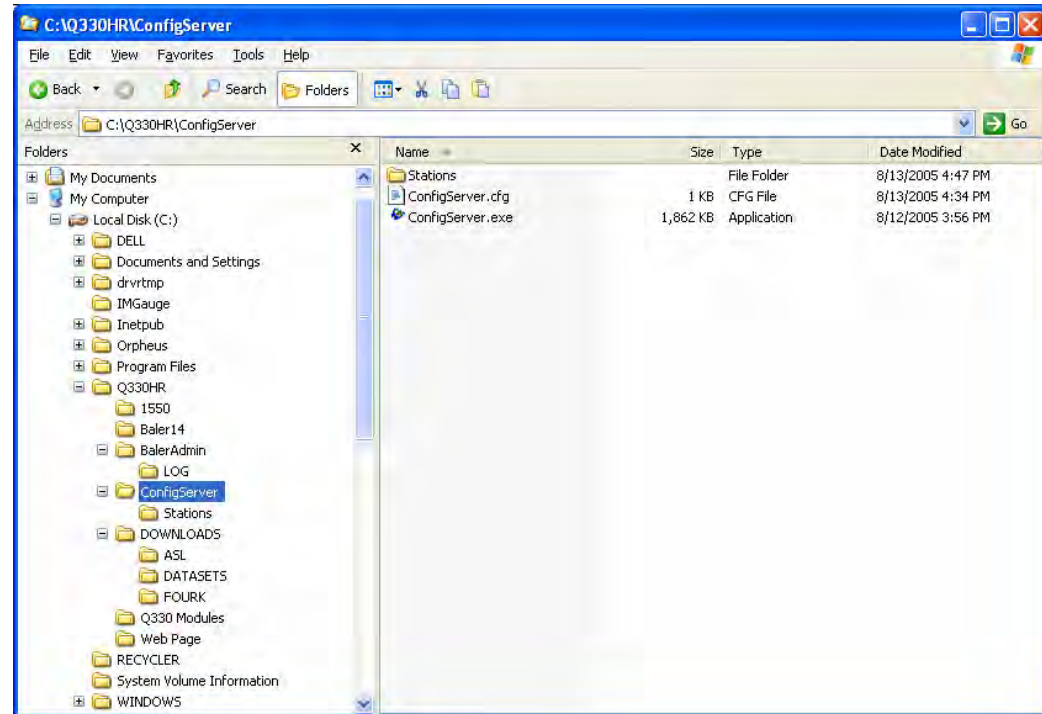 C:\Q330HR\ConfigServer
File Edit View Favorites Tools Help
Back Search Folders
Address C:\Q330HR\ConfigServer Go
Folders
My Documents
My Computer
Local Disk (C:)
DELL
Documents and Settings
drvrtmp
IMGauge
Inetpub
Orpheus
Program Files
Q330HR
1550
Baler14
BalerAdmin
LOG
ConfigServer
Stations
DOWNLOADS
ASL
DATASETS
FOURK
Q330 Modules
Web Page
RECYCLER
System Volume Information
WINDOWS
Name Size Type Date Modified
Stations File Folder 8/13/2005 4:47 PM
ConfigServer.cfg 1 KB CFG File 8/13/2005 4:34 PM
ConfigServer.exe 1,862 KB Application 8/12/2005 3:56 PM